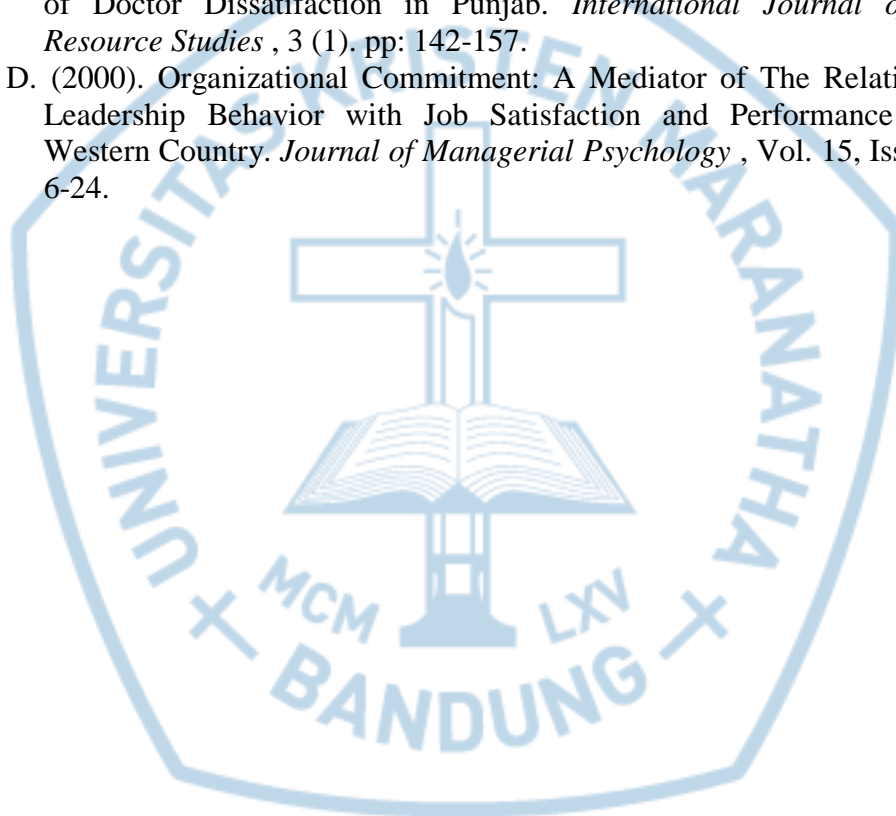 of Doctor Dissatifaction in Punjab. International Journal o
Resource Studies , 3 (1). pp: 142-157.
D. (2000). Organizational Commitment: A Mediator of The Relati
Leadership Behavior with Job Satisfaction and Performance
Western Country. Journal of Managerial Psychology , Vol. 15, Iss
6-24.
UNIVERSITAS KRISTEN MARANATHA
MCM LXV
BANDUNG